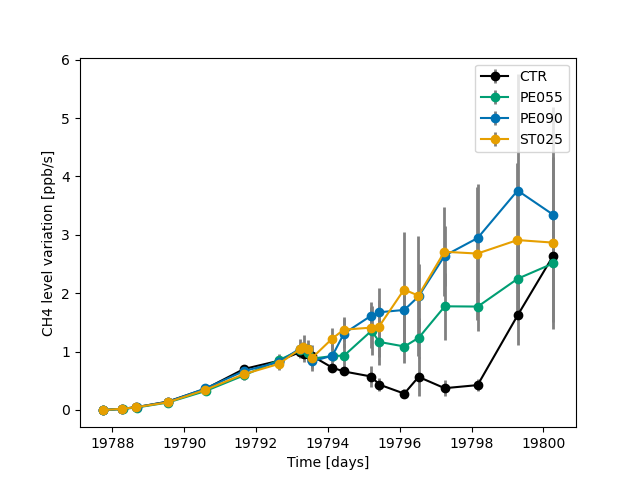 6
5
4
3
2
1
0
CH4 level variation [ppb/s]
CTR
PE055
PE090
ST025
19788 19790 19792 19794 19796 19798 19800
Time [days]